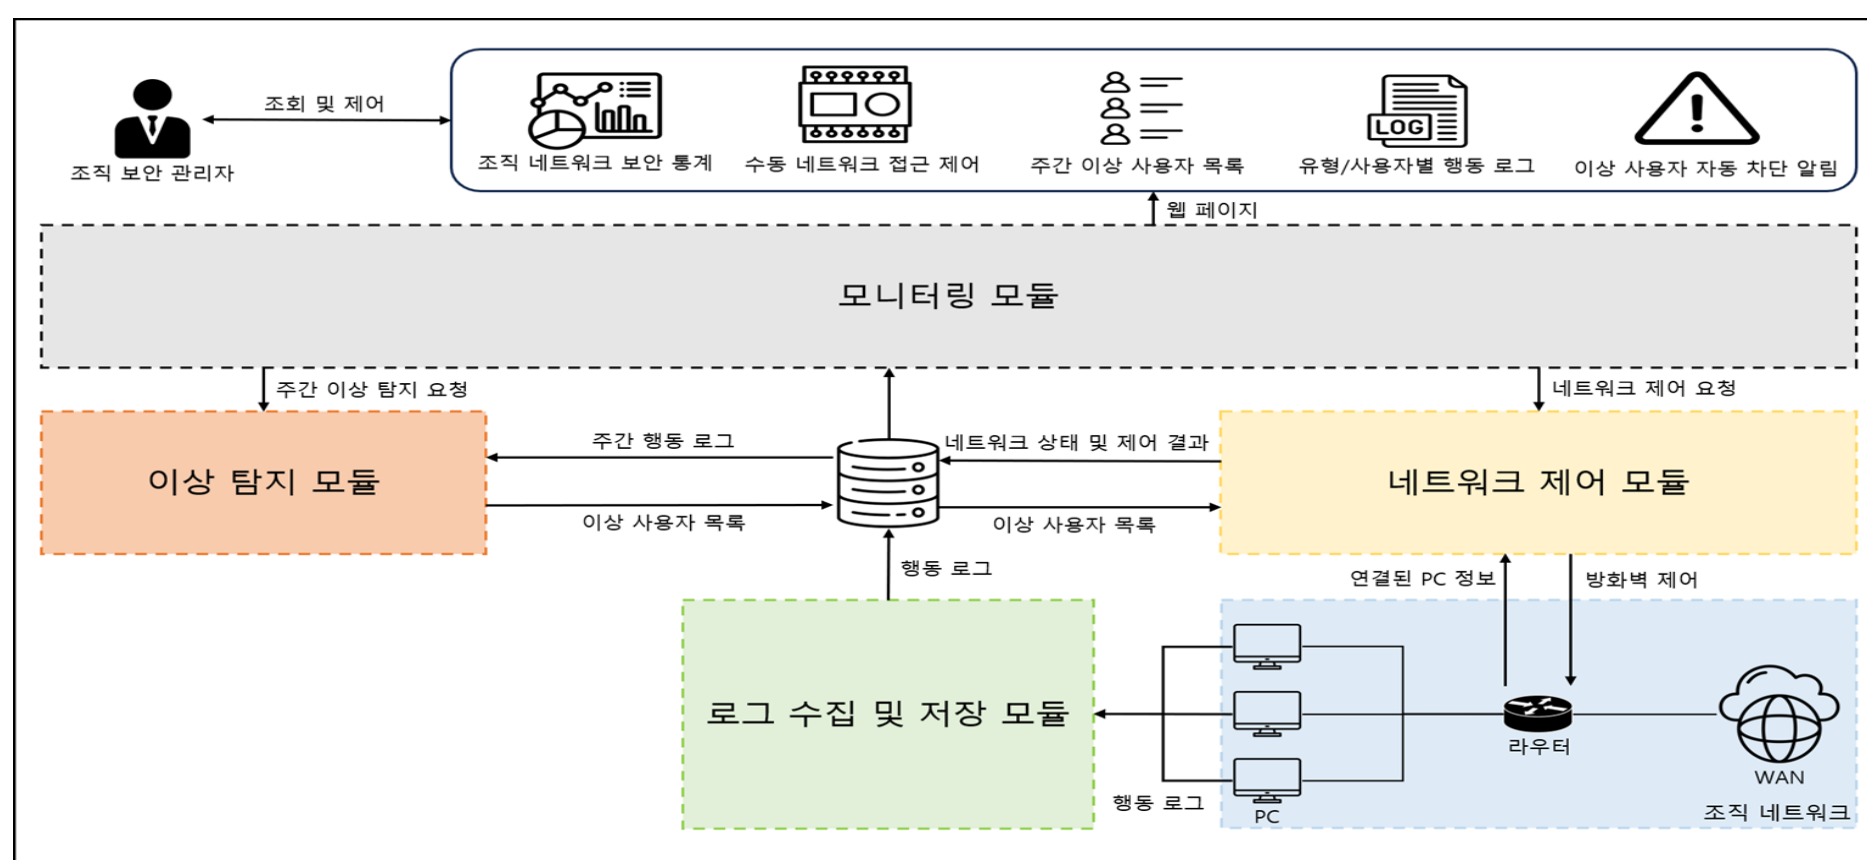 조회 및 제어
조직 보안 관리자
조직 네트워크 보안 통계
수동 네트워크 접근 제어
주간 이상 사용자 목록
LOG
유형/사용자별 행동 로그
이상 사용자 자동 차단 알림
웹 페이지
모니터링 모듈
주간 이상 탐지 요청
네트워크 제어 요청
주간 행동 로그
네트워크 상태 및 제어 결과
이상 탐지 모듈
네트워크 제어 모듈
이상 사용자 목록
이상 사용자 목록
행동 로그
연결된 PC 정보
방화벽 제어
로그 수집 및 저장 모듈
라우터
WAN
행동 로그
PC
조직 네트워크